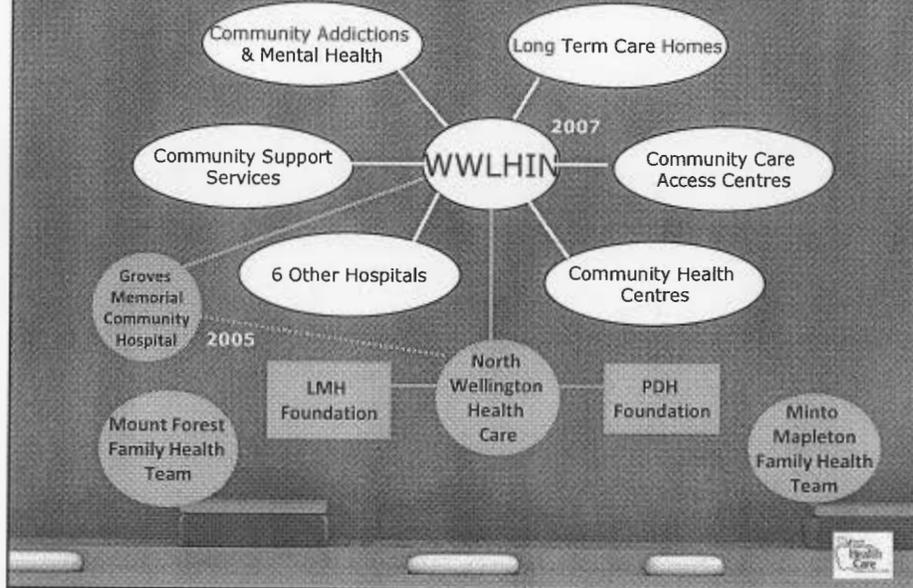 Community Addictions
& Mental Health
Long Term Care Homes
2007
WWLHIN
Community Support
Services
Community Care
Access Centres
6 Other Hospitals
Community Health
Centres
Groves
Memorial
Community
Hospital
2005
LMH
Foundation
North
Wellington
Health
Care
PDH
Foundation
Mount Forest
Family Health
Team
Minto
Mapleton
Family Health
Team
Health
Care